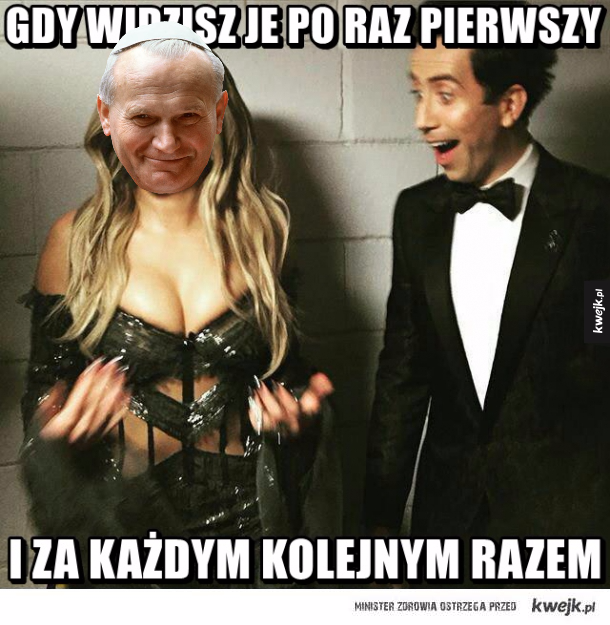 GDY WIDZISZ JE PO RAZ PIERWSZY
kwejk.pl
I ZA KAŻDYM KOLEJNYM RAZEM
MINISTER ZDROWIA OSTRZEGA PRZED kwejk.pl